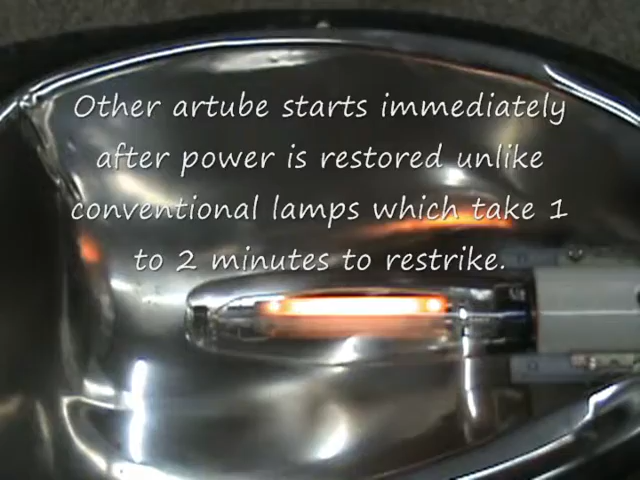 Other artube starts immediately
after power is restored unlike
conventional lamps which take 1
to 2 minutes to restrike.